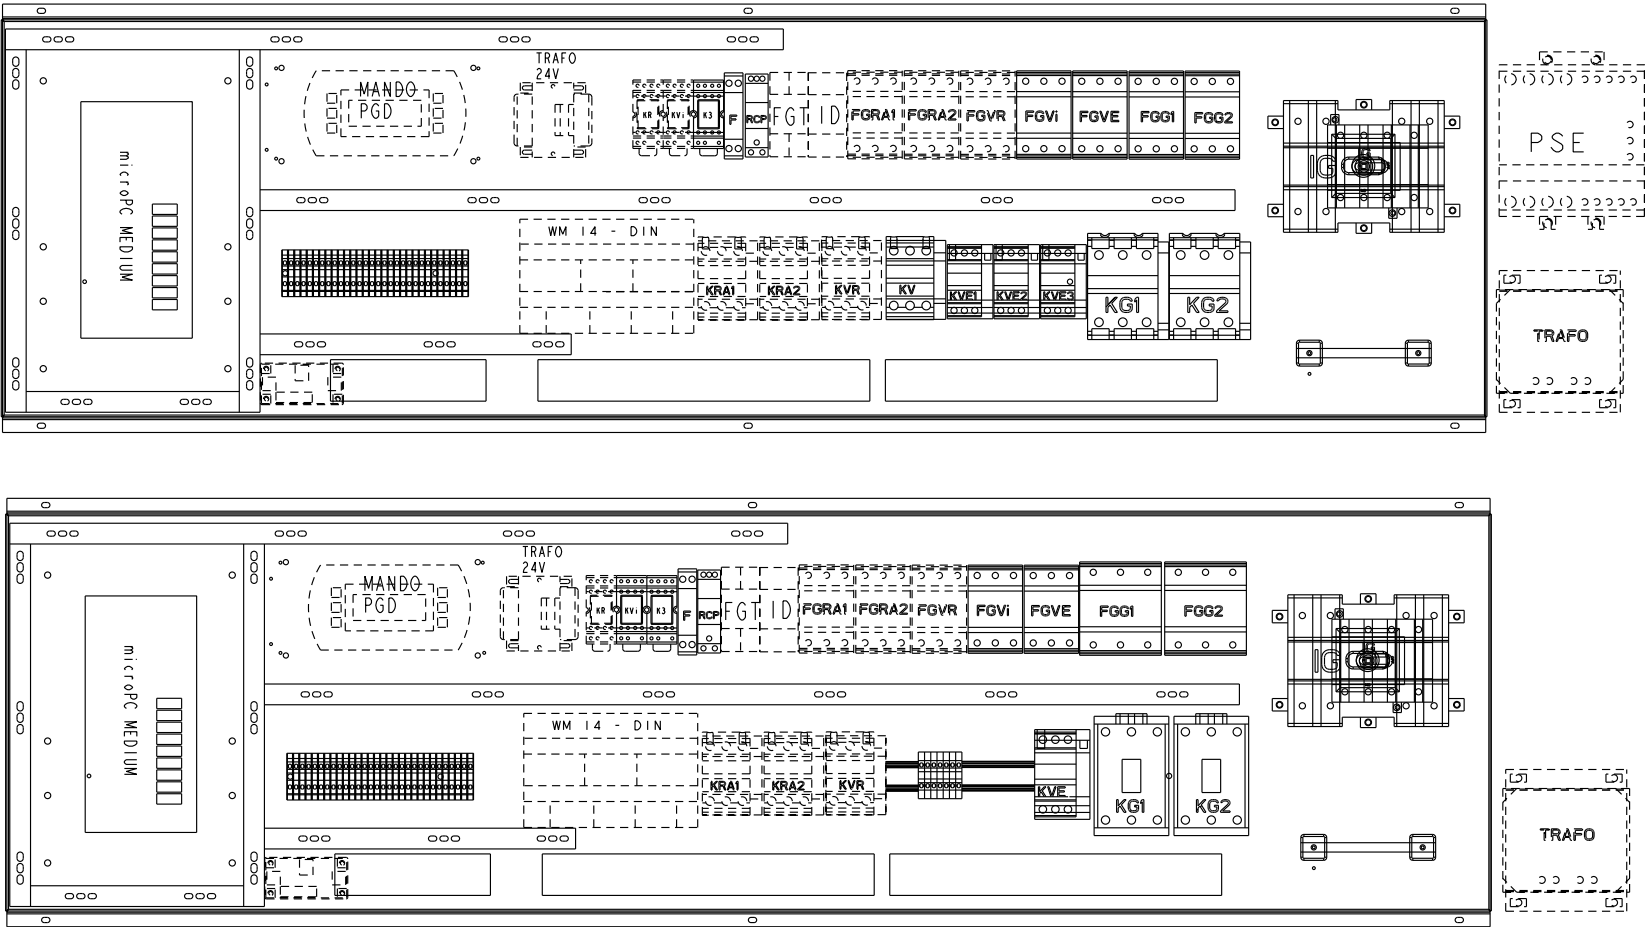 TRAFO
24V
MANDO
PGD
KR KVi K3 F RCP FGT ID FGRA1 FGRA2 FGVR FGVi FGVE FGG1 FGG2
IG
PSE
microPC MEDIUM
WM 14 - DIN
KRA1 KRA2 KVR KV KVE1 KVE2 KVE3 KG1 KG2
TRAFO
TRAFO
24V
MANDO
PGD
KR KVi K3 F RCP FGT ID FGRA1 FGRA2 FGVR FGVi FGVE FGG1 FGG2
IG
microPC MEDIUM
WM 14 - DIN
KRA1 KRA2 KVR KVE KG1 KG2
TRAFO